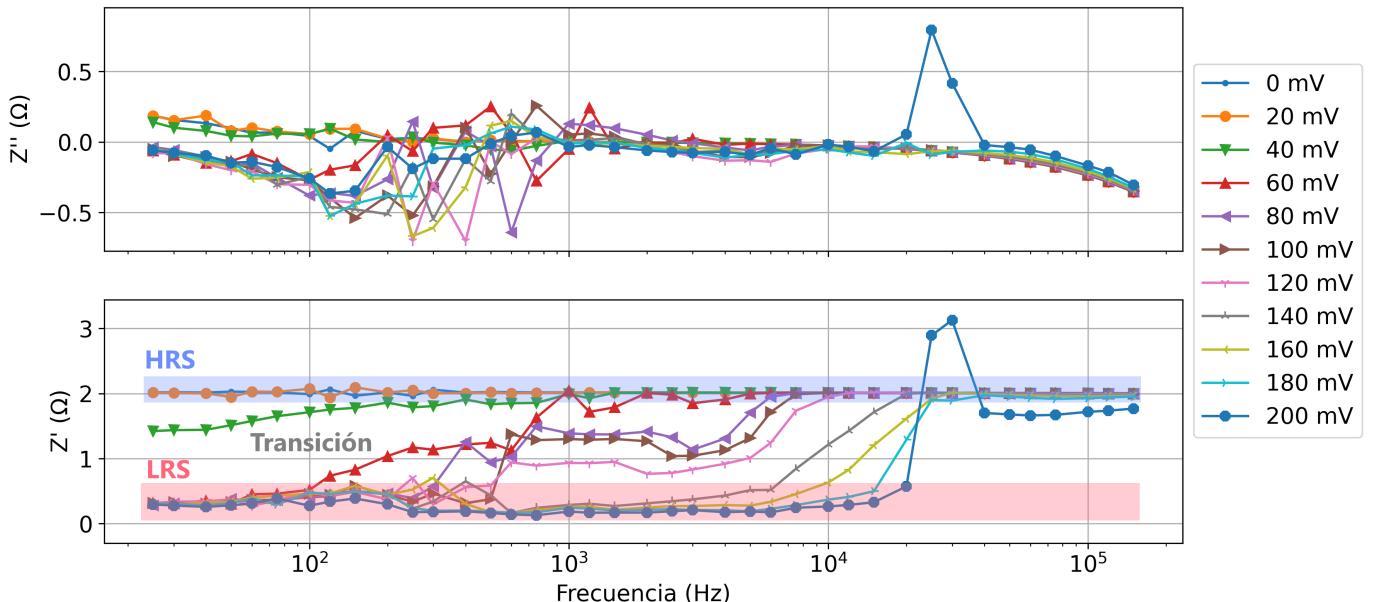 Z'' (Ω)
0.5
0.0
−0.5
Z' (Ω)
3
2
1
0
HRS
Transición
LRS
10²
10³
10⁴
10⁵
Frecuencia (Hz)
0 mV
20 mV
40 mV
60 mV
80 mV
100 mV
120 mV
140 mV
160 mV
180 mV
200 mV